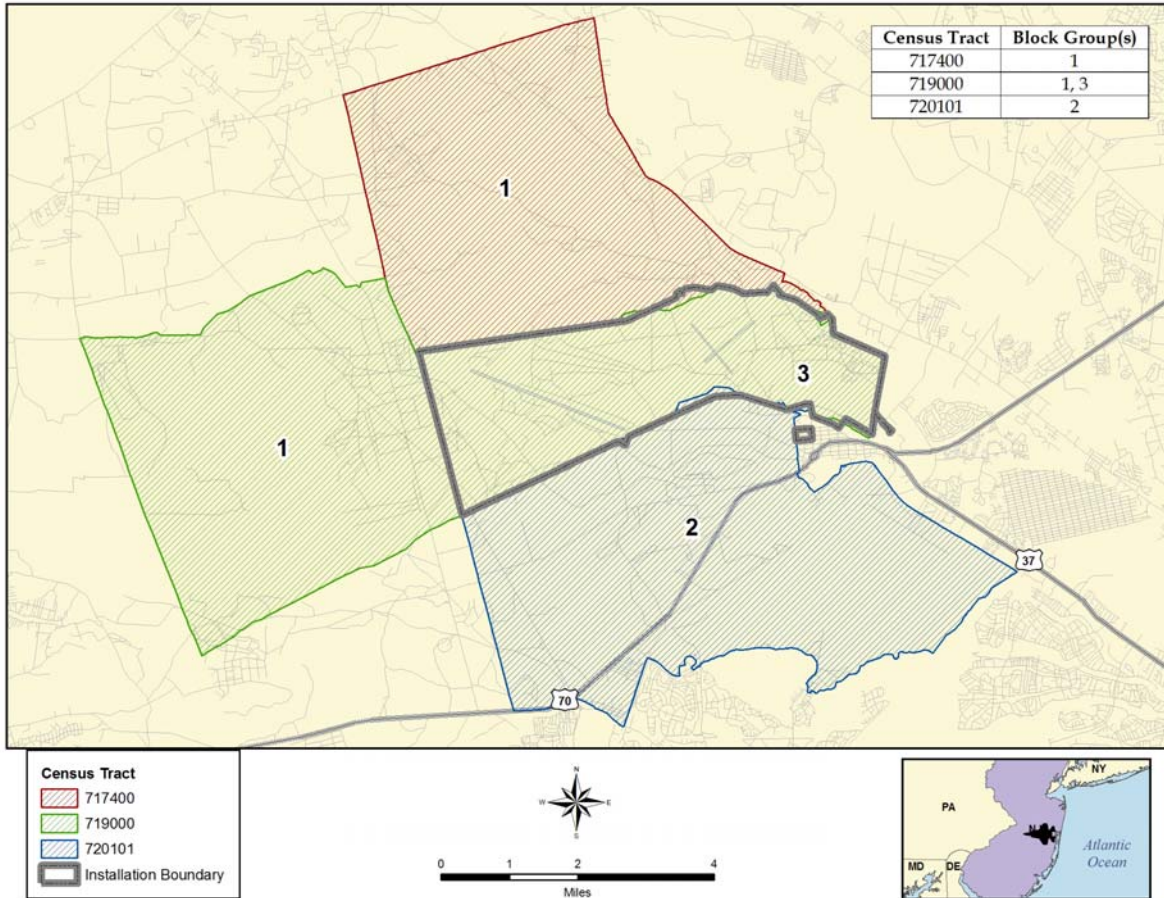 Census Tract Block Group(s)
717400 1
719000 1, 3
720101 2
1
1
3
2
37
70
Census Tract
717400
719000
720101
Installation Boundary
N
W E
S
0 1 2 4
Miles
NY
PA
N
MD DE
Atlantic
Ocean